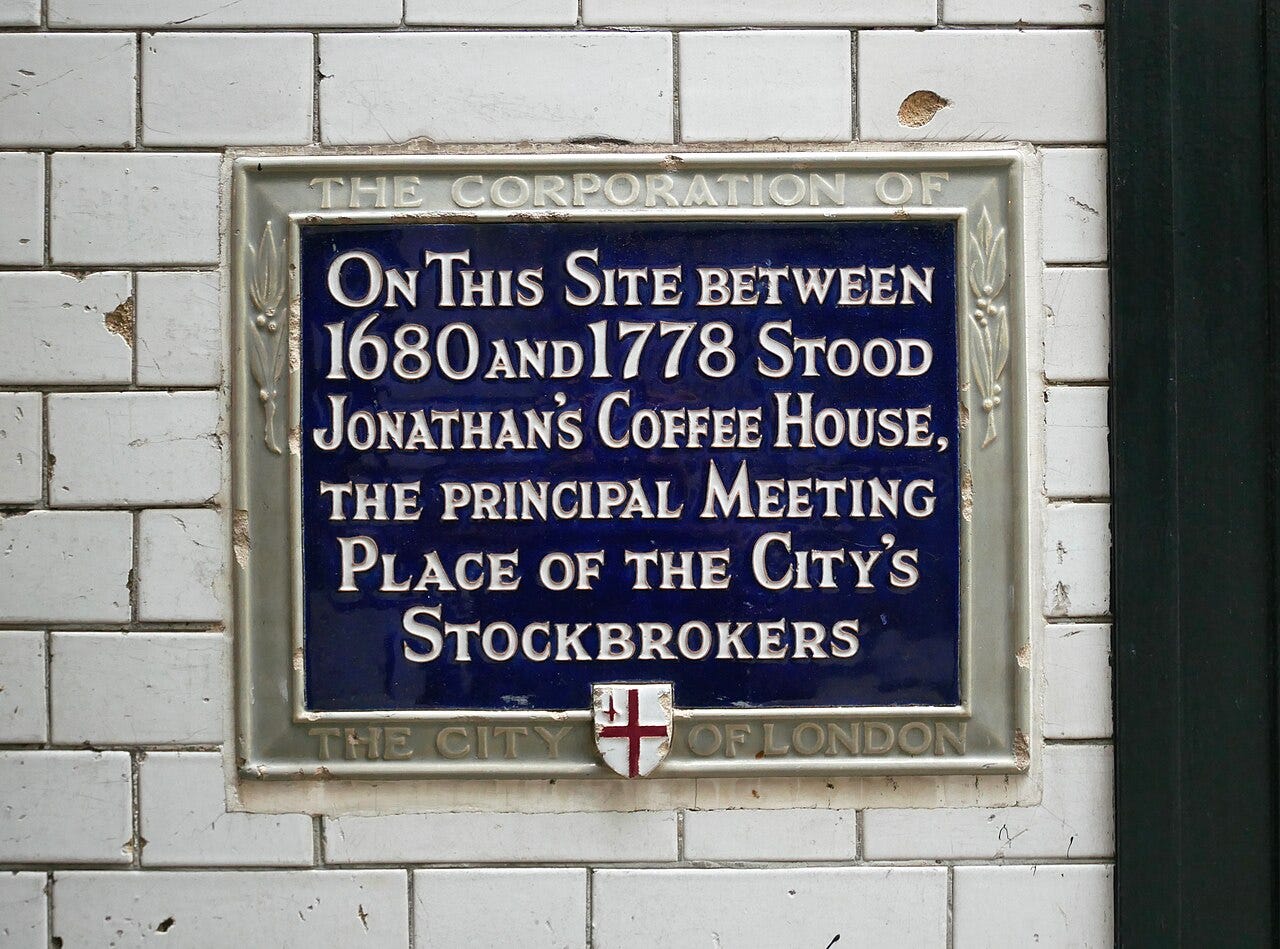 THE CORPORATION OF
ON THIS SITE BETWEEN
1680 AND 1778 STOOD
JONATHAN'S COFFEE HOUSE,
THE PRINCIPAL MEETING
PLACE OF THE CITY'S
STOCKBROKERS
THE CITY OF LONDON